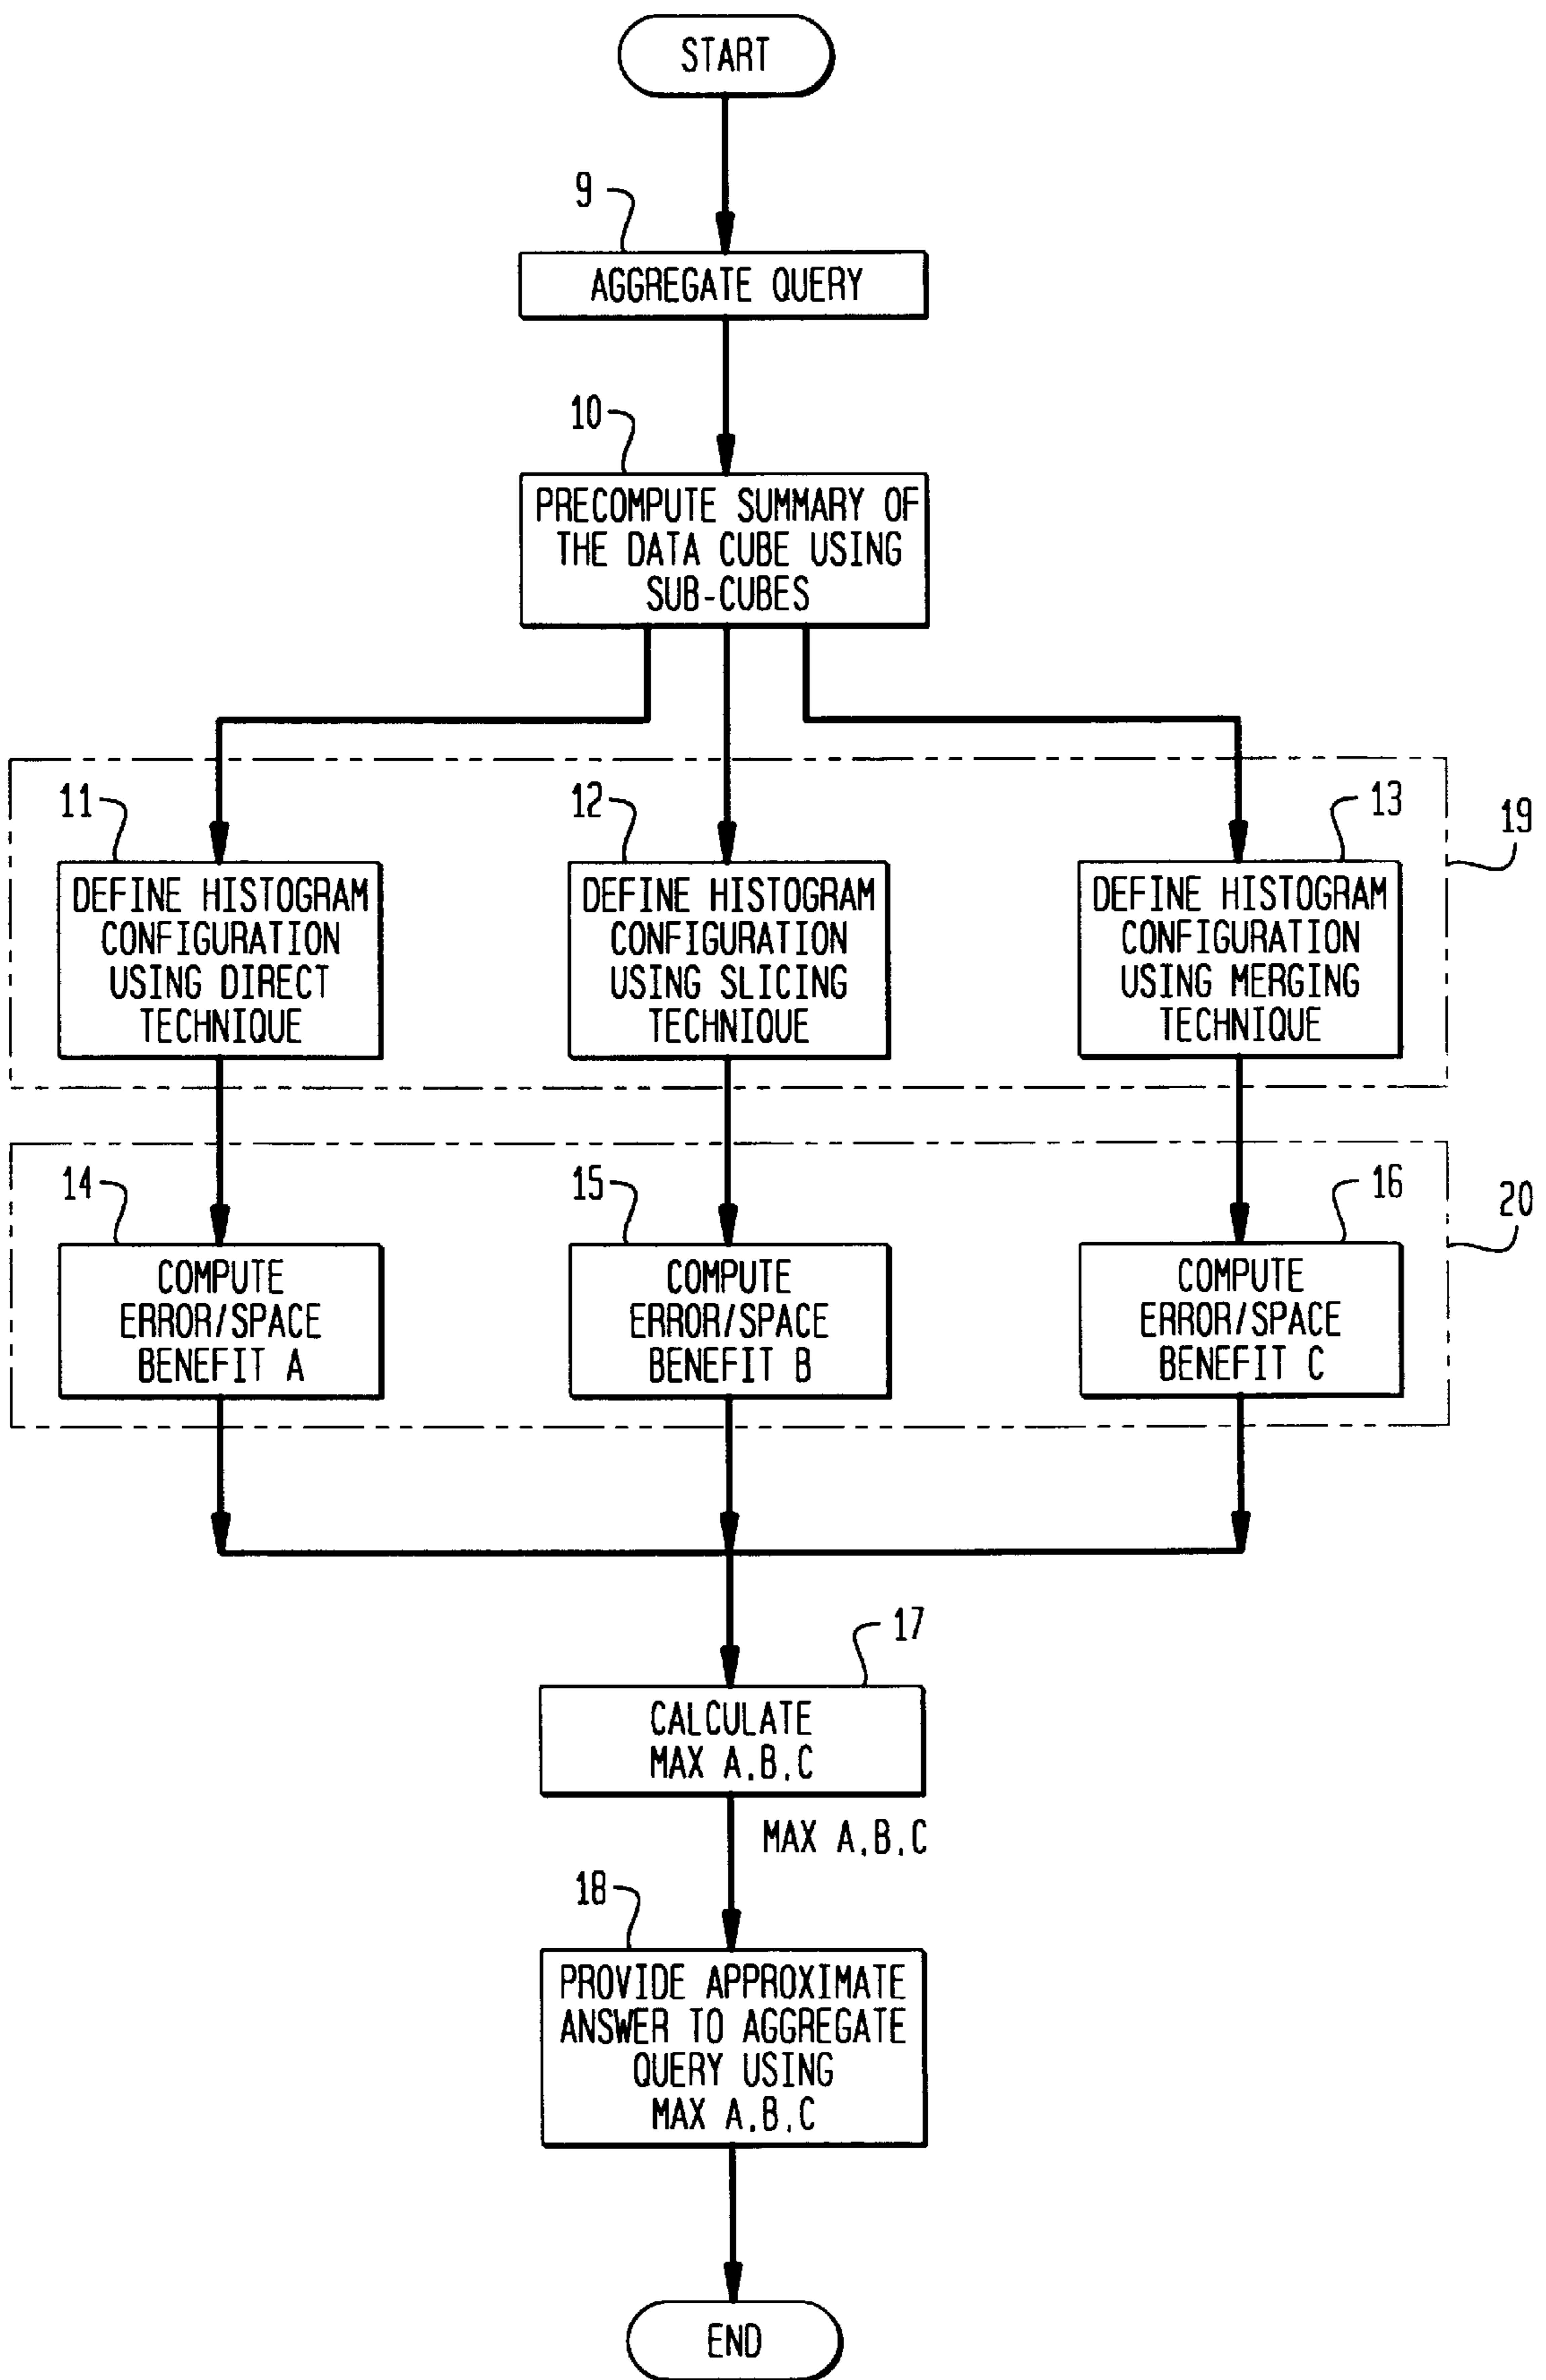 START
9
AGGREGATE QUERY
10
PRECOMPUTE SUMMARY OF
THE DATA CUBE USING
SUB-CUBES
11
DEFINE HISTOGRAM
CONFIGURATION
USING DIRECT
TECHNIQUE
12
DEFINE HISTOGRAM
CONFIGURATION
USING SLICING
TECHNIQUE
13
DEFINE HISTOGRAM
CONFIGURATION
USING MERGING
TECHNIQUE
19
14
COMPUTE
ERROR/SPACE
BENEFIT A
15
COMPUTE
ERROR/SPACE
BENEFIT B
16
COMPUTE
ERROR/SPACE
BENEFIT C
20
17
CALCULATE
MAX A,B,C
MAX A,B,C
18
PROVIDE APPROXIMATE
ANSWER TO AGGREGATE
QUERY USING
MAX A,B,C
END